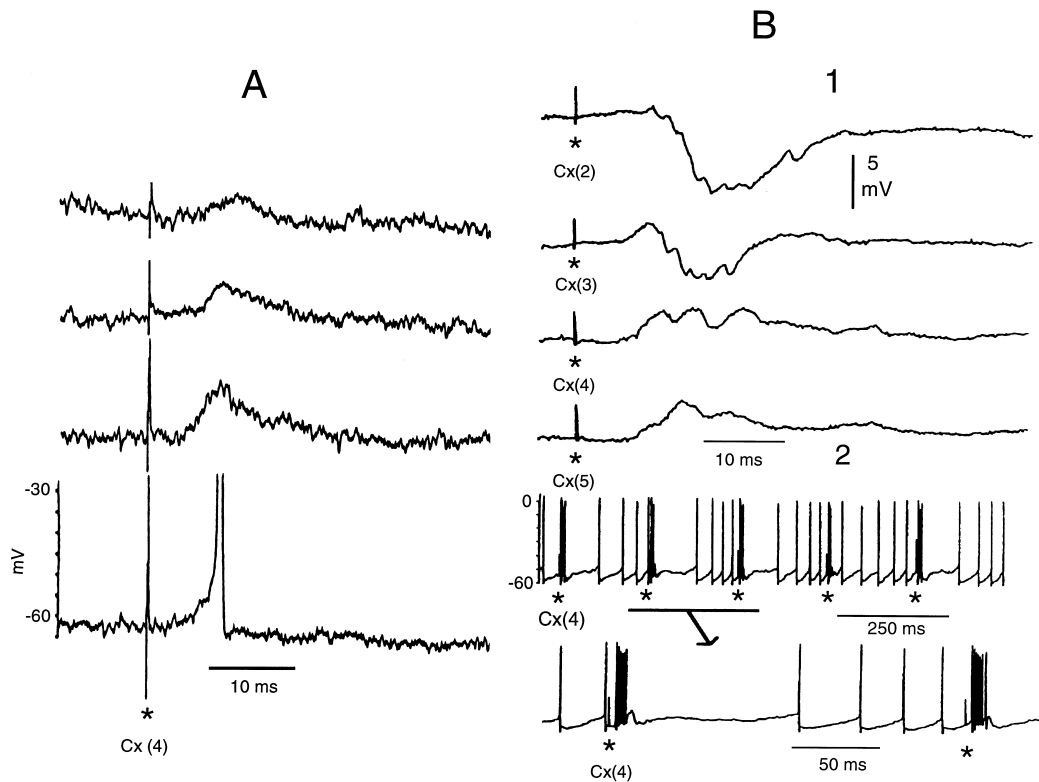 A
B
1
*
Cx(2)
5
mV
*
Cx(3)
*
Cx(4)
*
Cx(5)
10 ms
2
-30
mV
-60
10 ms
*
Cx (4)
0
-60
* * * * *
Cx(4)
250 ms
* *
Cx(4)
50 ms